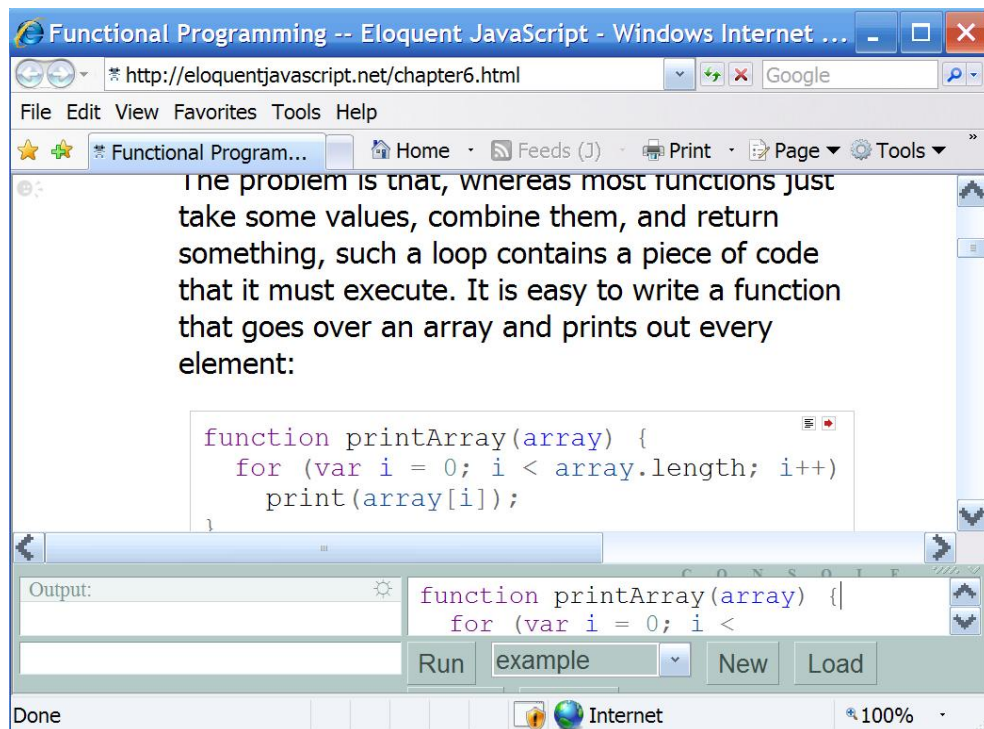 Functional Programming -- Eloquent JavaScript - Windows Internet ...
http://eloquentjavascript.net/chapter6.html
Google
File Edit View Favorites Tools Help
Functional Program...
Home
Feeds (J)
Print
Page
Tools
»
The problem is that, whereas most functions just
take some values, combine them, and return
something, such a loop contains a piece of code
that it must execute. It is easy to write a function
that goes over an array and prints out every
element:
function printArray(array) {
for (var i = 0; i < array.length; i++)
print(array[i]);
}
CONSOLE
Output:
function printArray(array) {
for (var i = 0; i <
Run
example
New
Load
Done
Internet
100%